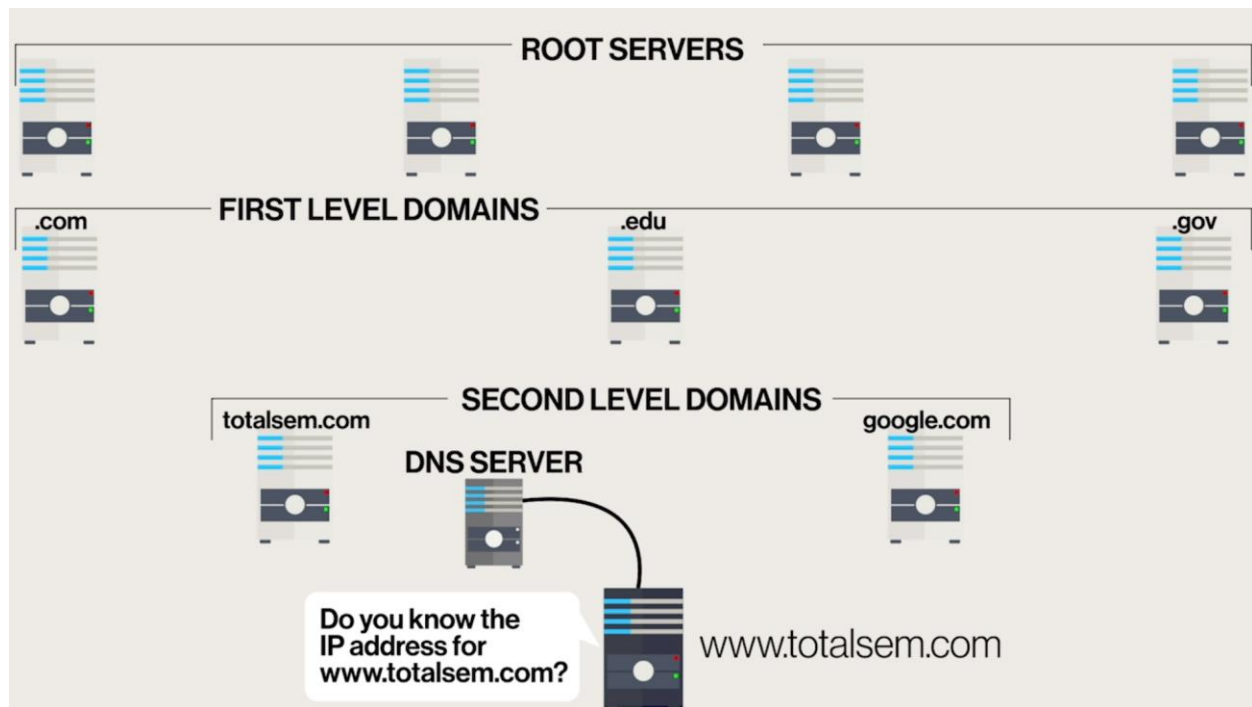 ROOT SERVERS
FIRST LEVEL DOMAINS
.com
.edu
.gov
SECOND LEVEL DOMAINS
totalsem.com
google.com
DNS SERVER
Do you know the
IP address for
www.totalsem.com?
www.totalsem.com